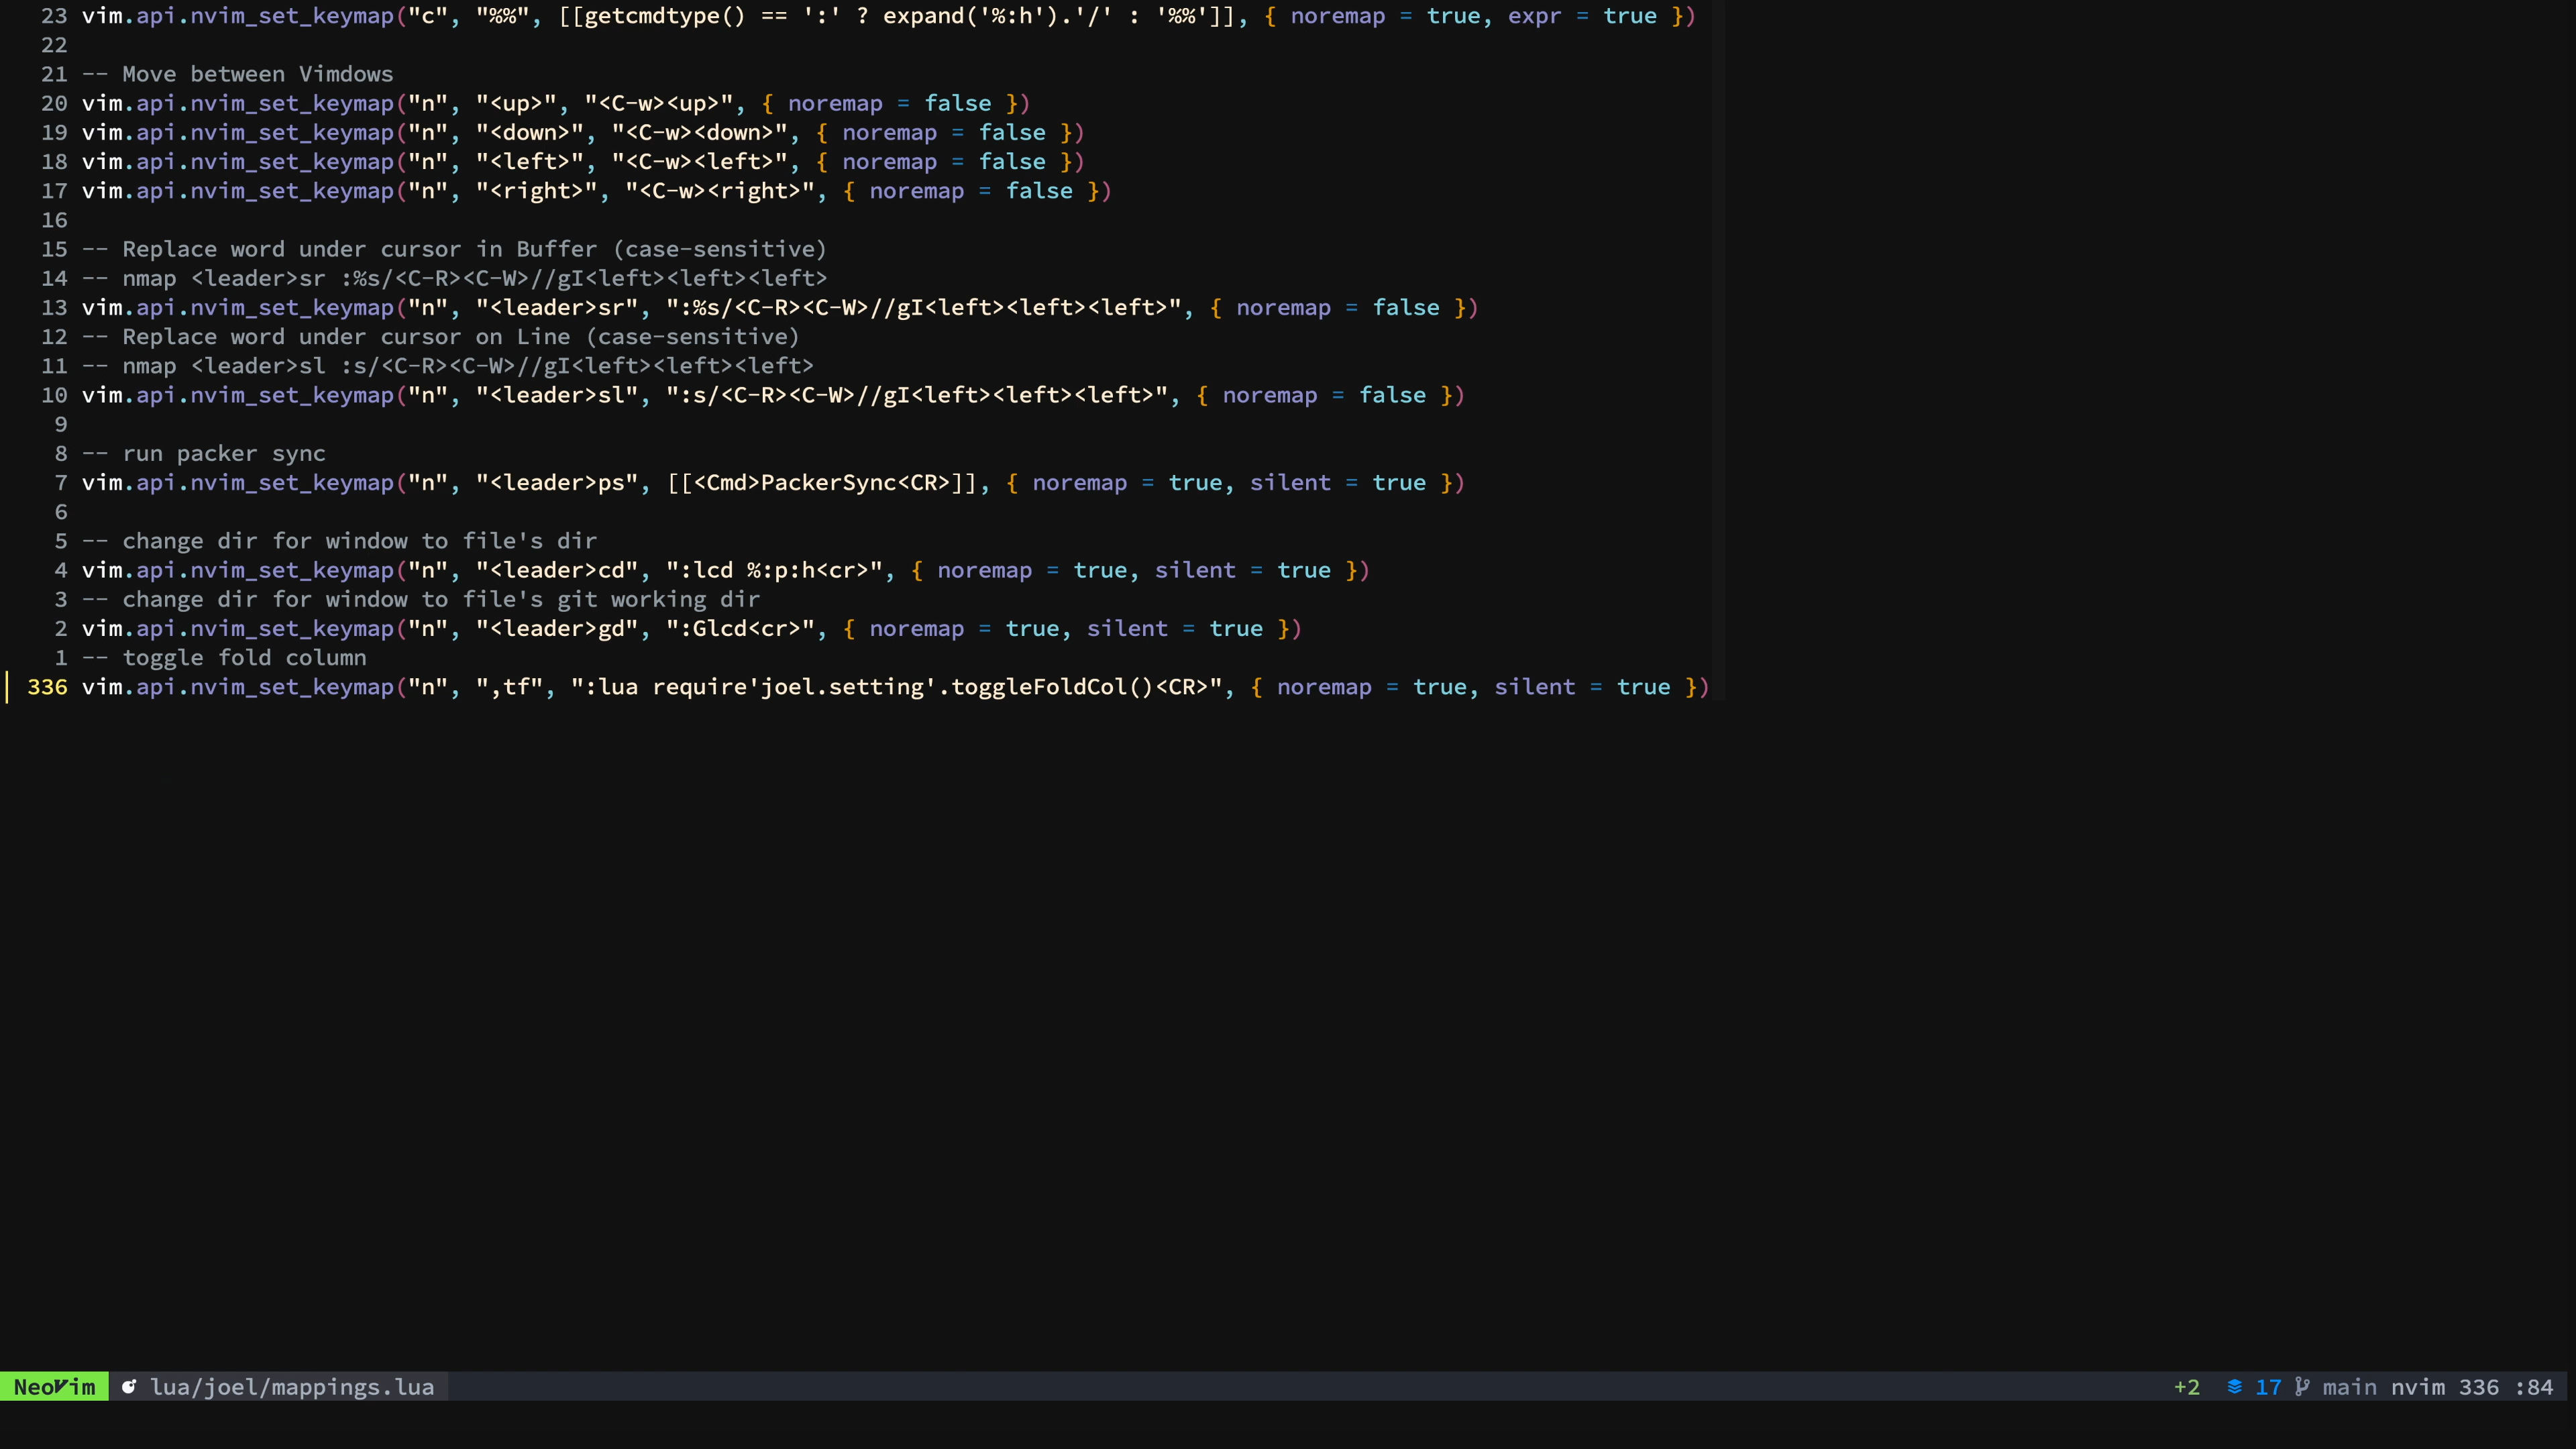 23 vim.api.nvim_set_keymap("c", "%%", [[getcmdtype() == ':' ? expand('%:h').'/' : '%%']], { noremap = true, expr = true })
22
21 -- Move between Vimdows
20 vim.api.nvim_set_keymap("n", "<up>", "<C-w><up>", { noremap = false })
19 vim.api.nvim_set_keymap("n", "<down>", "<C-w><down>", { noremap = false })
18 vim.api.nvim_set_keymap("n", "<left>", "<C-w><left>", { noremap = false })
17 vim.api.nvim_set_keymap("n", "<right>", "<C-w><right>", { noremap = false })
16
15 -- Replace word under cursor in Buffer (case-sensitive)
14 -- nmap <leader>sr :%s/<C-R><C-W>//gI<left><left><left>
13 vim.api.nvim_set_keymap("n", "<leader>sr", ":%s/<C-R><C-W>//gI<left><left><left>", { noremap = false })
12 -- Replace word under cursor on Line (case-sensitive)
11 -- nmap <leader>sl :s/<C-R><C-W>//gI<left><left><left>
10 vim.api.nvim_set_keymap("n", "<leader>sl", ":s/<C-R><C-W>//gI<left><left><left>", { noremap = false })
9
8 -- run packer sync
7 vim.api.nvim_set_keymap("n", "<leader>ps", [[<Cmd>PackerSync<CR>]], { noremap = true, silent = true })
6
5 -- change dir for window to file's dir
4 vim.api.nvim_set_keymap("n", "<leader>cd", ":lcd %:p:h<cr>", { noremap = true, silent = true })
3 -- change dir for window to file's git working dir
2 vim.api.nvim_set_keymap("n", "<leader>gd", ":Glcd<cr>", { noremap = true, silent = true })
1 -- toggle fold column
336 vim.api.nvim_set_keymap("n", ",tf", ":lua require'joel.setting'.toggleFoldCol()<CR>", { noremap = true, silent = true })
NeoVim lua/joel/mappings.lua +2 17 main nvim 336 :84